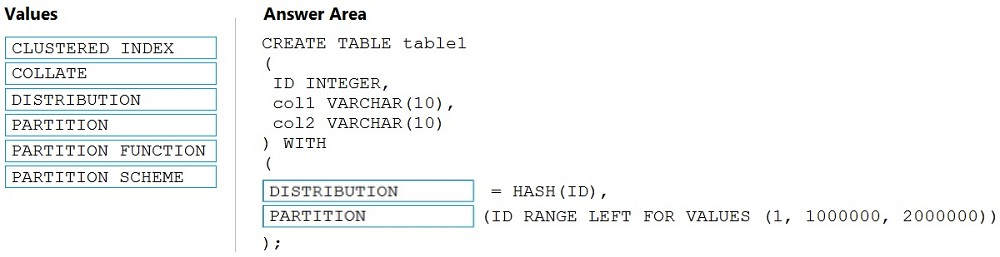 Values
CLUSTERED INDEX
COLLATE
DISTRIBUTION
PARTITION
PARTITION FUNCTION
PARTITION SCHEME
Answer Area
CREATE TABLE table1
(
ID INTEGER,
col1 VARCHAR(10),
col2 VARCHAR(10)
) WITH
(
DISTRIBUTION = HASH(ID),
PARTITION (ID RANGE LEFT FOR VALUES (1, 1000000, 2000000))
);